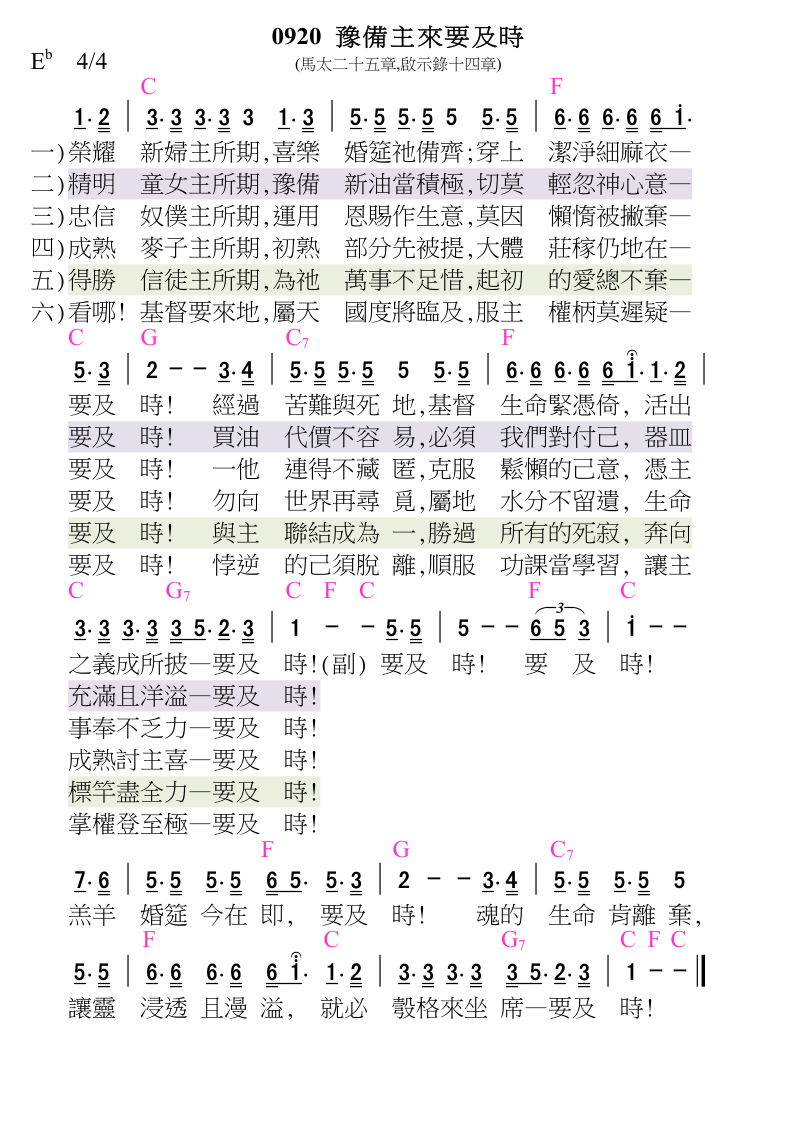 0920 豫備主來要及時
E♭ 4/4 (馬太二十五章,啟示錄十四章)
C F
1· 2 | 3· 3 3· 3 3 1· 3 | 5· 5 5· 5 5 5· 5 | 6· 6 6· 6 6 i·
一)榮耀 新婦主所期,喜樂 婚筵祂備齊;穿上 潔淨細麻衣—
二)精明 童女主所期,豫備 新油當積極,切莫 輕忽神心意—
三)忠信 奴僕主所期,運用 恩賜作生意,莫因 懶惰被撇棄—
四)成熟 麥子主所期,初熟 部分先被提,大體 莊稼仍地在—
五)得勝 信徒主所期,為祂 萬事不足惜,起初 的愛總不棄—
六)看哪! 基督要來地,屬天 國度將臨及,服主 權柄莫遲疑—
C G C7 F
5· 3 | 2 – – 3· 4 | 5· 5 5· 5 5 5· 5 | 6· 6 6· 6 6 i· 1· 2 |
要及 時! 經過 苦難與死 地,基督 生命緊憑倚, 活出
要及 時! 買油 代價不容 易,必須 我們對付己, 器皿
要及 時! 一他 連得不藏 匿,克服 鬆懶的己意, 憑主
要及 時! 勿向 世界再尋 覓,屬地 水分不留遺, 生命
要及 時! 與主 聯結成為 一,勝過 所有的死寂, 奔向
要及 時! 悖逆 的己須脫 離,順服 功課當學習, 讓主
C G7 C F C F C
3· 3 3· 3 3 5· 2· 3 | 1 – – 5· 5 | 5 – – 6 5 3 | i – –
3
之義成所披—要及 時!(副) 要及 時! 要 及 時!
充滿且洋溢—要及 時!
事奉不乏力—要及 時!
成熟討主喜—要及 時!
標竿盡全力—要及 時!
掌權登至極—要及 時!
F G C7
7· 6 | 5· 5 5· 5 6 5· 5· 3 | 2 – – 3· 4 | 5· 5 5· 5 5
羔羊 婚筵 今在 即, 要及 時! 魂的 生命 肯離 棄,
F C G7 C F C
5· 5 | 6· 6 6· 6 6 i· 1· 2 | 3· 3 3· 3 3 5· 2· 3 | 1 – – ‖
讓靈 浸透 且漫 溢, 就必 彀格來坐 席—要及 時!